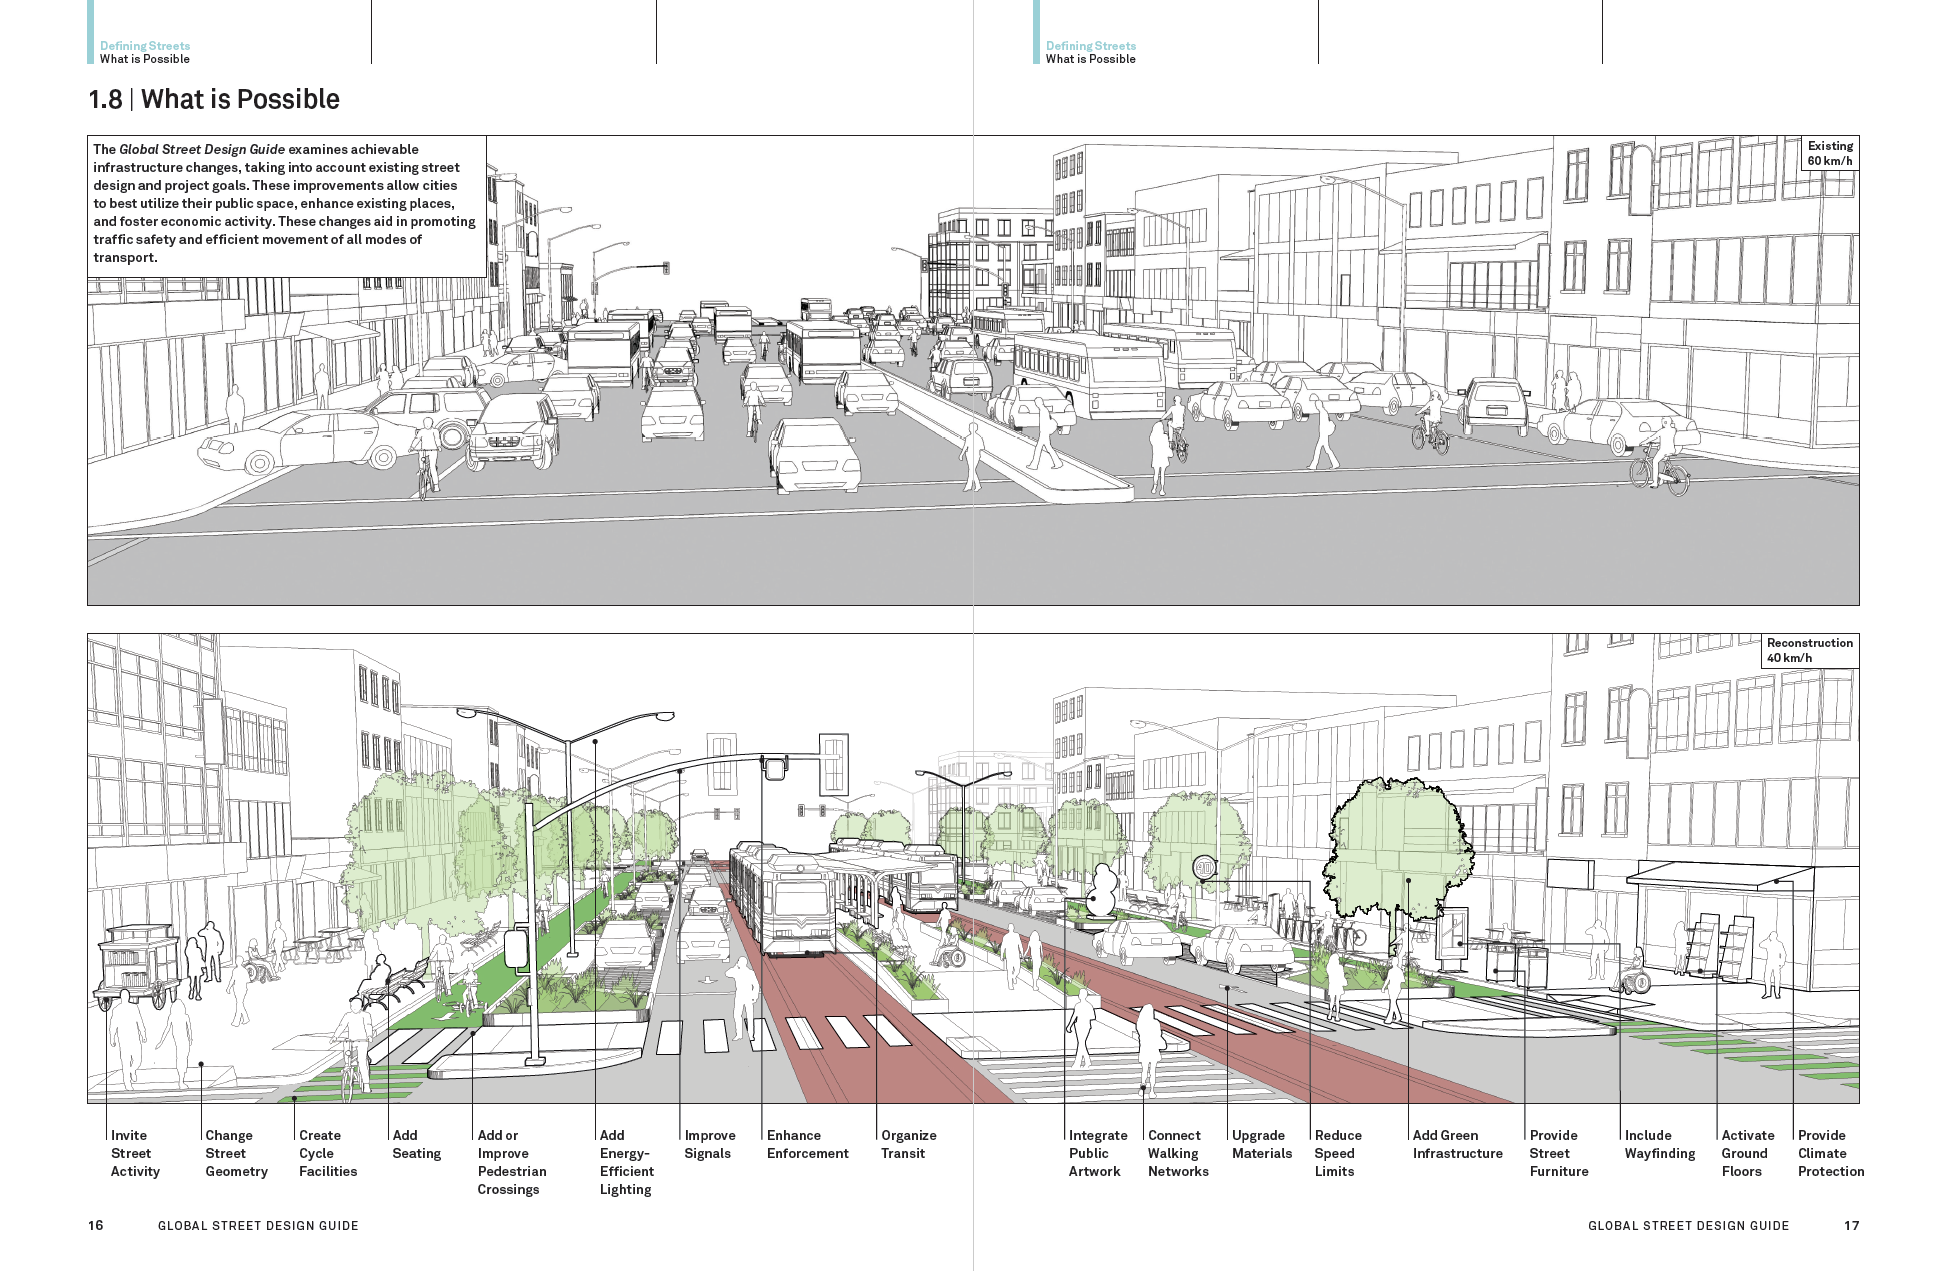 Defining Streets
What is Possible
Defining Streets
What is Possible
1.8 | What is Possible
The Global Street Design Guide examines achievable
infrastructure changes, taking into account existing street
design and project goals. These improvements allow cities
to best utilize their public space, enhance existing places,
and foster economic activity. These changes aid in promoting
traffic safety and efficient movement of all modes of
transport.
Existing
60 km/h
Reconstruction
40 km/h
40
Invite
Street
Activity
Change
Street
Geometry
Create
Cycle
Facilities
Add
Seating
Add or
Improve
Pedestrian
Crossings
Add
Energy-
Efficient
Lighting
Improve
Signals
Enhance
Enforcement
Organize
Transit
Integrate
Public
Artwork
Connect
Walking
Networks
Upgrade
Materials
Reduce
Speed
Limits
Add Green
Infrastructure
Provide
Street
Furniture
Include
Wayfinding
Activate
Ground
Floors
Provide
Climate
Protection
16
GLOBAL STREET DESIGN GUIDE
GLOBAL STREET DESIGN GUIDE
17